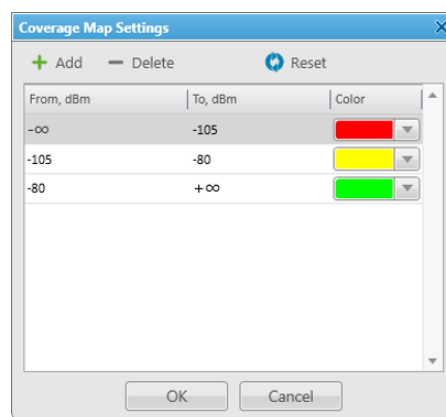 Coverage Map Settings
Add Delete Reset
From, dBm To, dBm Color
-∞ -105
-105 -80
-80 +∞
OK Cancel